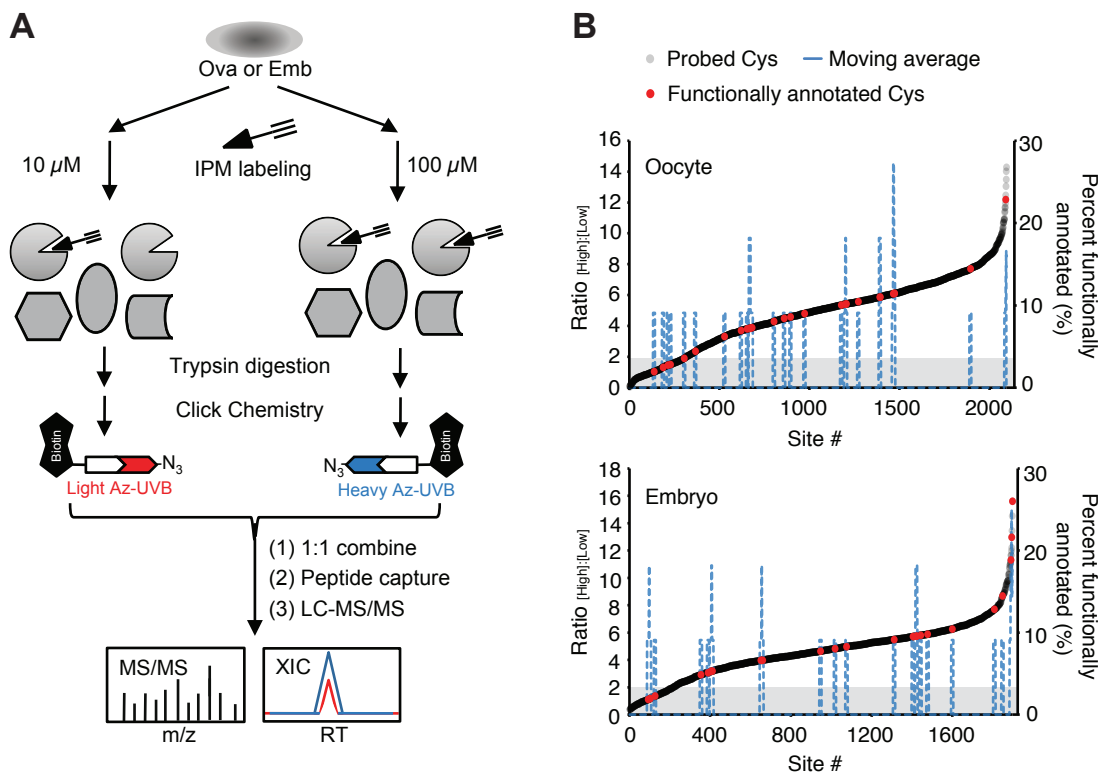 A
Ova or Emb
10 µM
IPM labeling
100 µM
Trypsin digestion
Click Chemistry
Biotin
N3
Light Az-UVB
N3
Biotin
Heavy Az-UVB
(1) 1:1 combine
(2) Peptide capture
(3) LC-MS/MS
MS/MS
m/z
XIC
RT
B
Probed Cys
Moving average
Functionally annotated Cys
Oocyte
Ratio [High]:[Low]
16
14
12
10
8
6
4
2
0
0
500
1000
1500
2000
Site #
30
20
10
0
Percent functionally
annotated (%)
Embryo
Ratio [High]:[Low]
18
16
14
12
10
8
6
4
2
0
0
400
800
1200
1600
Site #
30
20
10
0
Percent functionally
annotated (%)